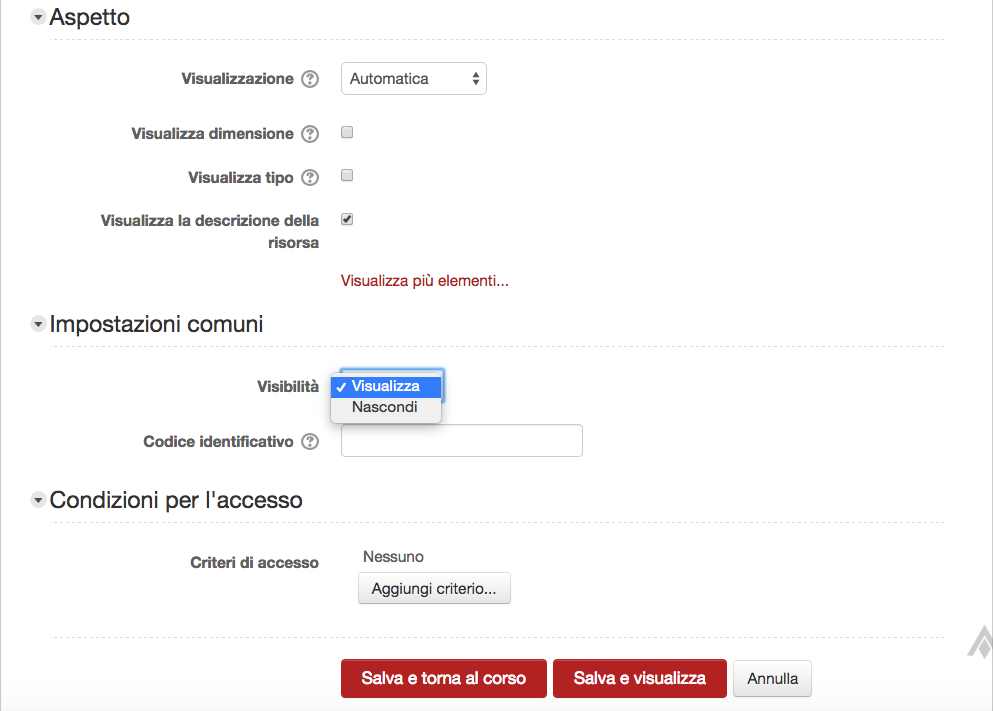 Aspetto
Visualizzazione
Automatica
Visualizza dimensione
Visualizza tipo
Visualizza la descrizione della
risorsa
Visualizza più elementi...
Impostazioni comuni
Visibilità
Visualizza
Nascondi
Codice identificativo
Condizioni per l'accesso
Criteri di accesso
Nessuno
Aggiungi criterio...
Salva e torna al corso
Salva e visualizza
Annulla